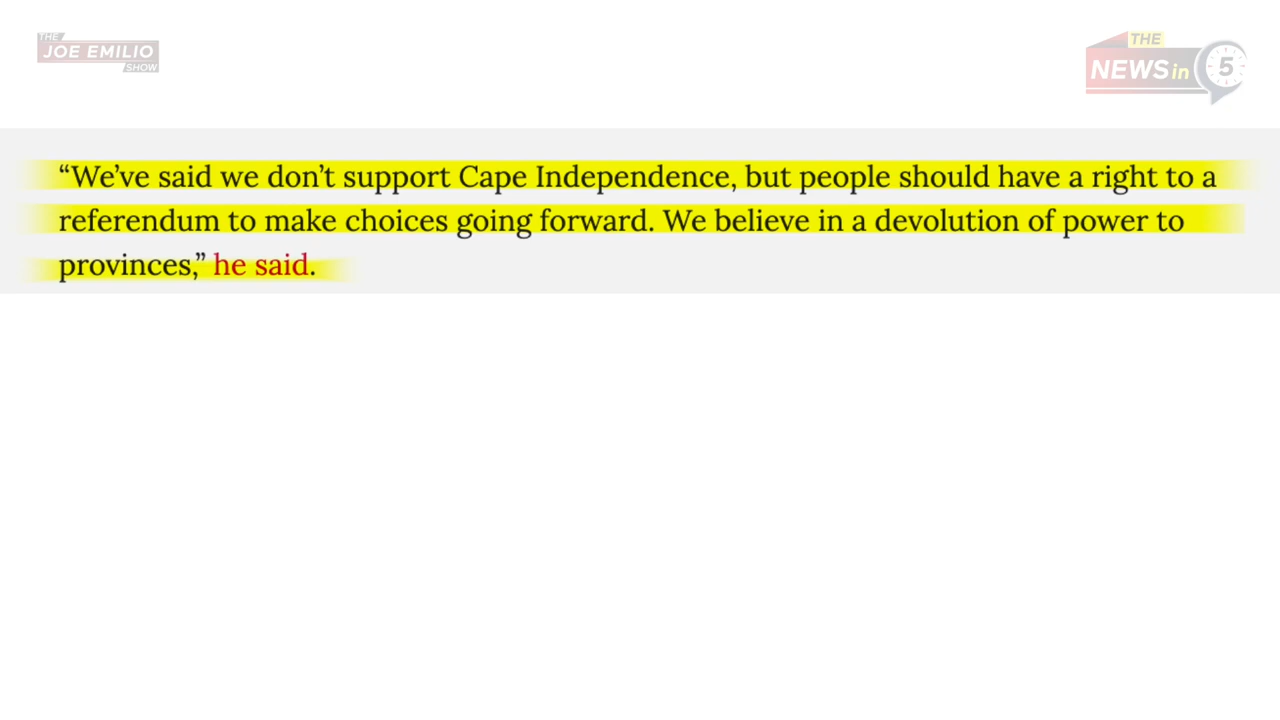 THE
JOE EMILIO
SHOW
THE
NEWS in 5
“We’ve said we don’t support Cape Independence, but people should have a right to a
referendum to make choices going forward. We believe in a devolution of power to
provinces,” he said.